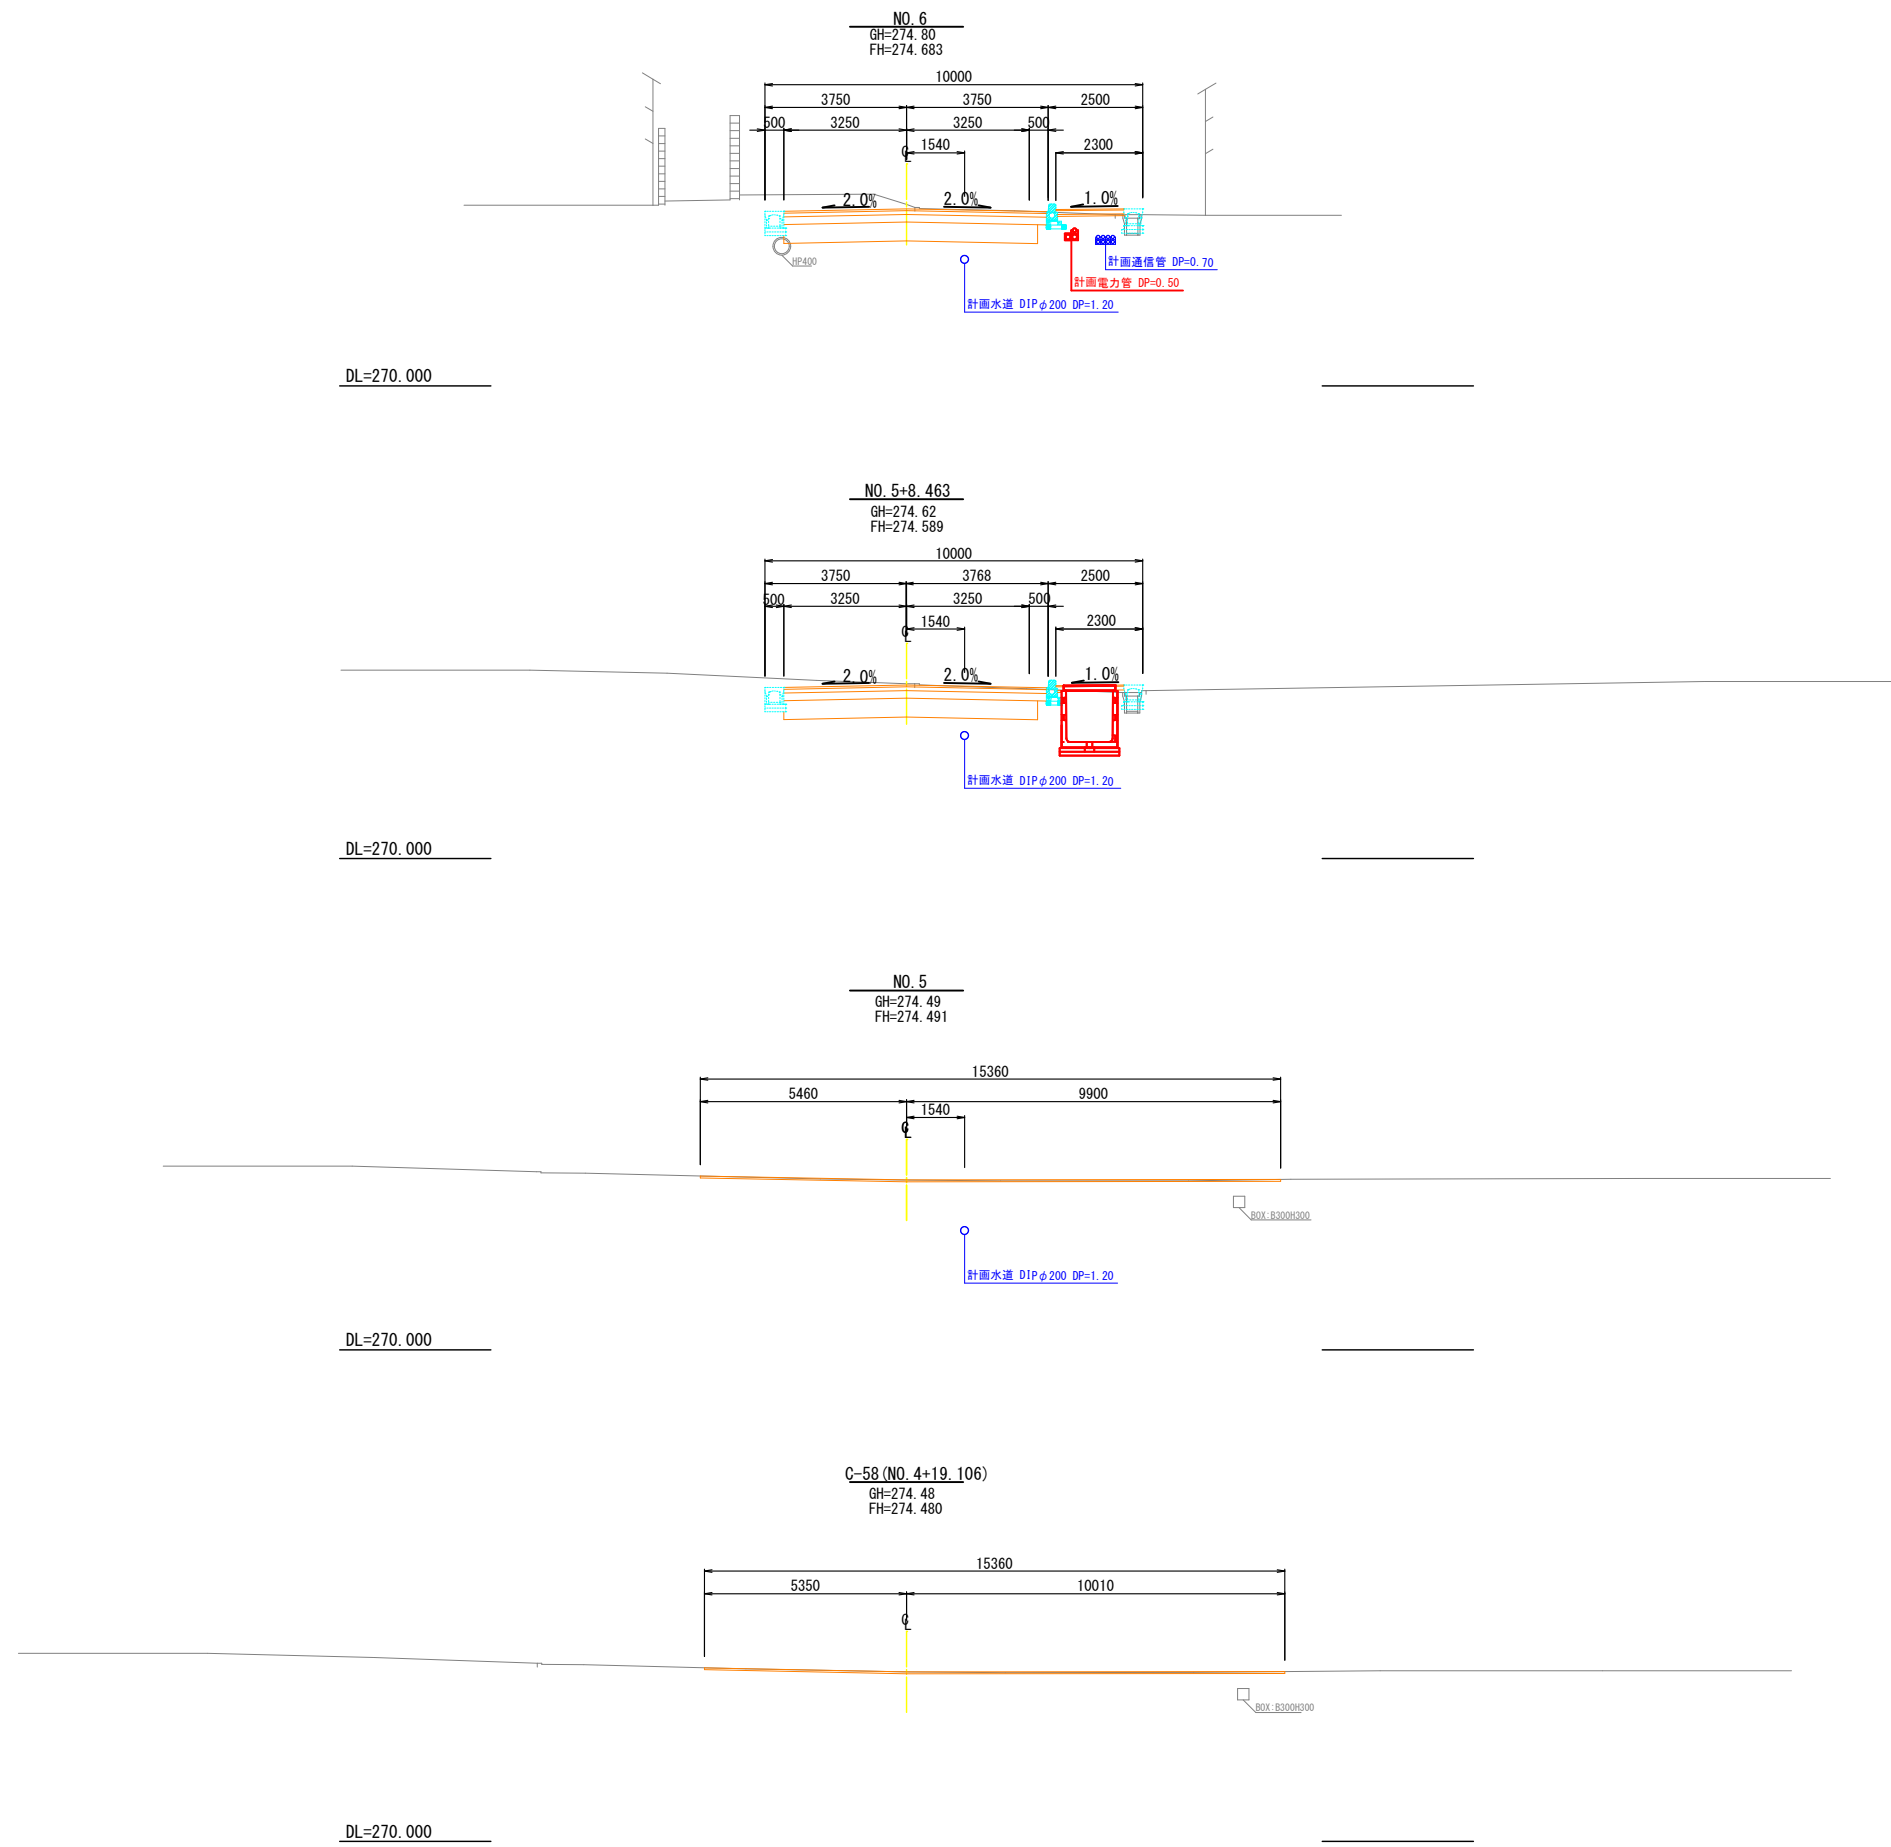 NO.6
GH=274.80
FH=274.683
10000
3750 3750 2500
500 3250 3250 500
1540 2300
CL
2.0% 2.0% 1.0%
HP400
計画通信管 DP=0.70
計画電力管 DP=0.50
計画水道 DIPφ200 DP=1.20
DL=270.000
NO.5+8.463
GH=274.62
FH=274.589
10000
3750 3768 2500
500 3250 3250 500
1540 2300
CL
2.0% 2.0% 1.0%
計画水道 DIPφ200 DP=1.20
DL=270.000
NO.5
GH=274.49
FH=274.491
15360
5460 9900
1540
CL
BOX:B300H300
計画水道 DIPφ200 DP=1.20
DL=270.000
C-58(NO.4+19.106)
GH=274.48
FH=274.480
15360
5350 10010
CL
BOX:B300H300
DL=270.000